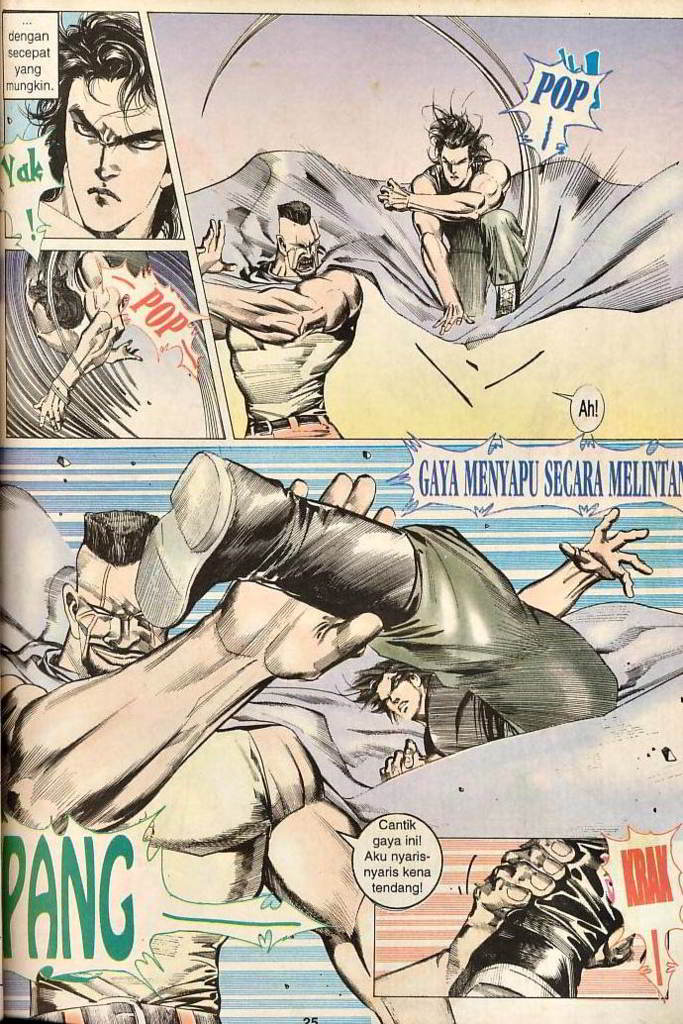 ...
dengan
secepat
yang
mungkin.
Yak
!
POP
!
POP
Ah!
GAYA MENYAPU SECARA MELINTAN
PANG
Cantik
gaya ini!
Aku nyaris-
nyaris kena
tendang!
KRAK
!
25